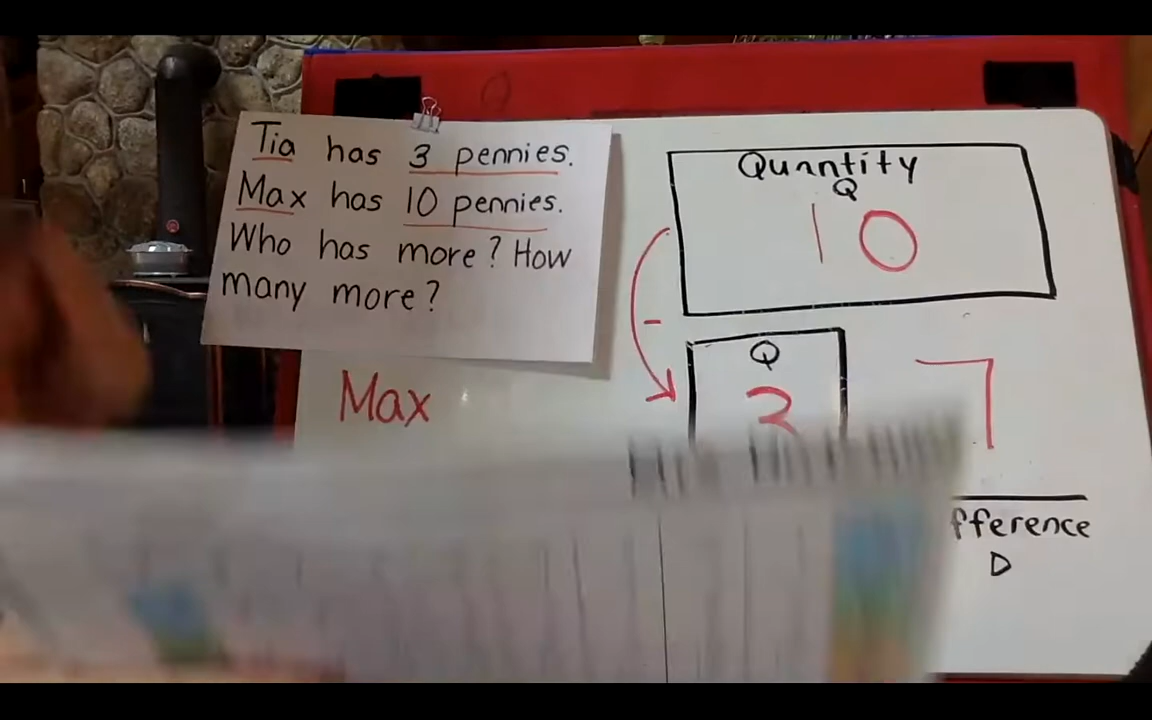 Tia has 3 pennies.
Max has 10 pennies.
Who has more? How
many more?
Max
Quantity
Q
10
Q
3
7
fference
D